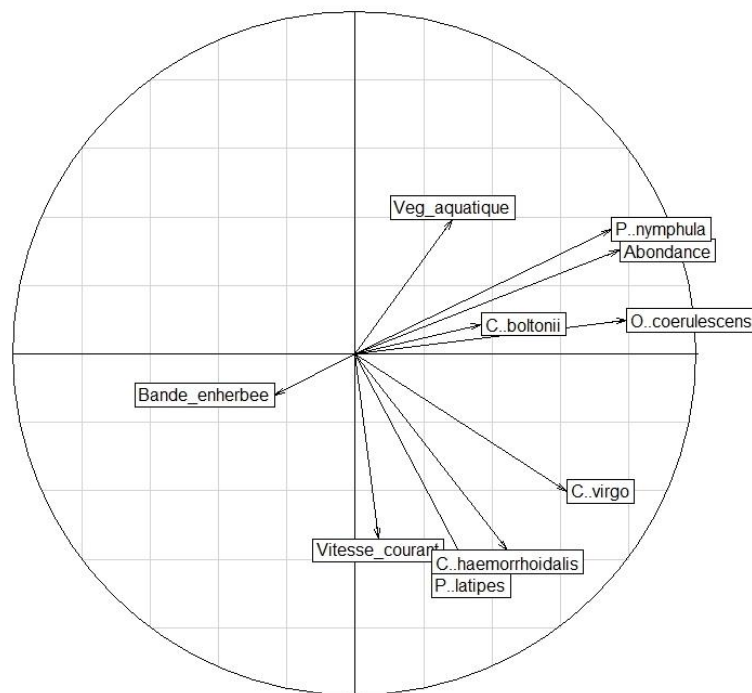 Veg_aquatique
P..nymphula
Abondance
O..coerulescens
C..boltonii
Bande_enherbee
C..virgo
Vitesse_courant
C..haemorrhoidalis
P..latipes